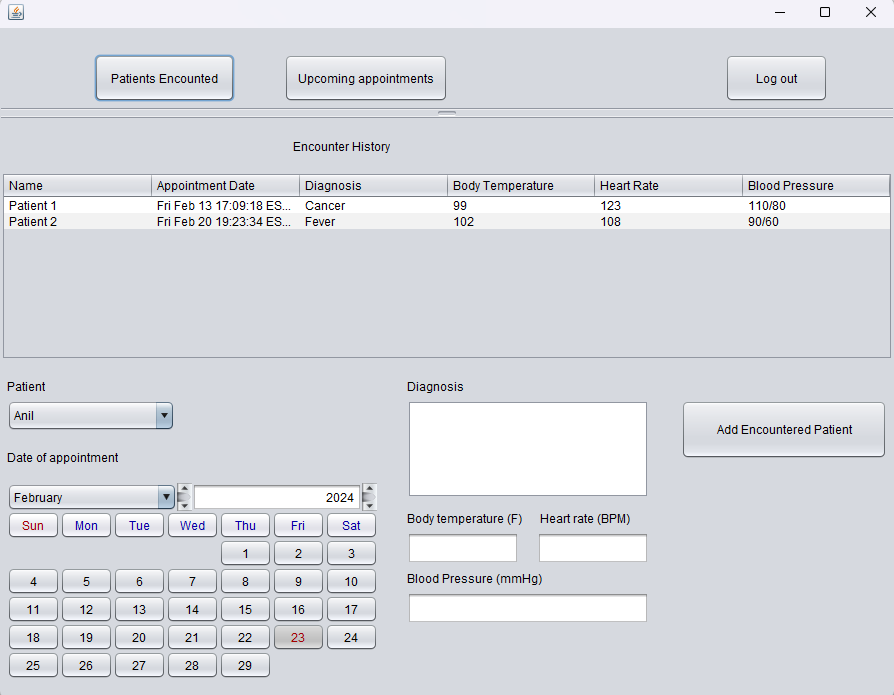 Patients Encounted Upcoming appointments Log out
Encounter History
Name Appointment Date Diagnosis Body Temperature Heart Rate Blood Pressure
Patient 1 Fri Feb 13 17:09:18 ES... Cancer 99 123 110/80
Patient 2 Fri Feb 20 19:23:34 ES... Fever 102 108 90/60
Patient Diagnosis
Anil
Add Encountered Patient
Date of appointment
February 2024
Sun Mon Tue Wed Thu Fri Sat
1 2 3
4 5 6 7 8 9 10
11 12 13 14 15 16 17
18 19 20 21 22 23 24
25 26 27 28 29
Body temperature (F) Heart rate (BPM)
Blood Pressure (mmHg)